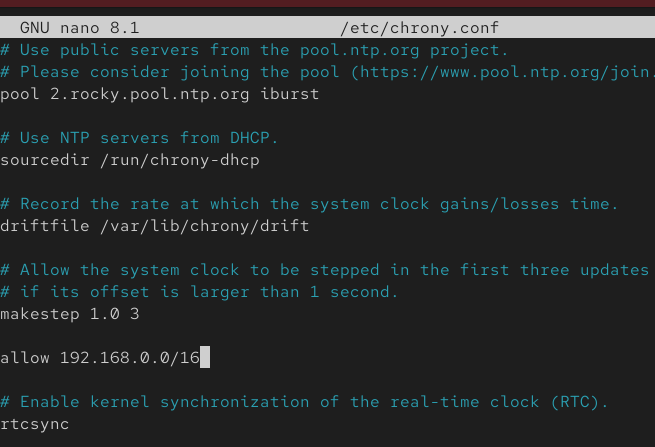 GNU nano 8.1 /etc/chrony.conf
# Use public servers from the pool.ntp.org project.
# Please consider joining the pool (https://www.pool.ntp.org/join.
pool 2.rocky.pool.ntp.org iburst
# Use NTP servers from DHCP.
sourcedir /run/chrony-dhcp
# Record the rate at which the system clock gains/losses time.
driftfile /var/lib/chrony/drift
# Allow the system clock to be stepped in the first three updates
# if its offset is larger than 1 second.
makestep 1.0 3
allow 192.168.0.0/16
# Enable kernel synchronization of the real-time clock (RTC).
rtcsync